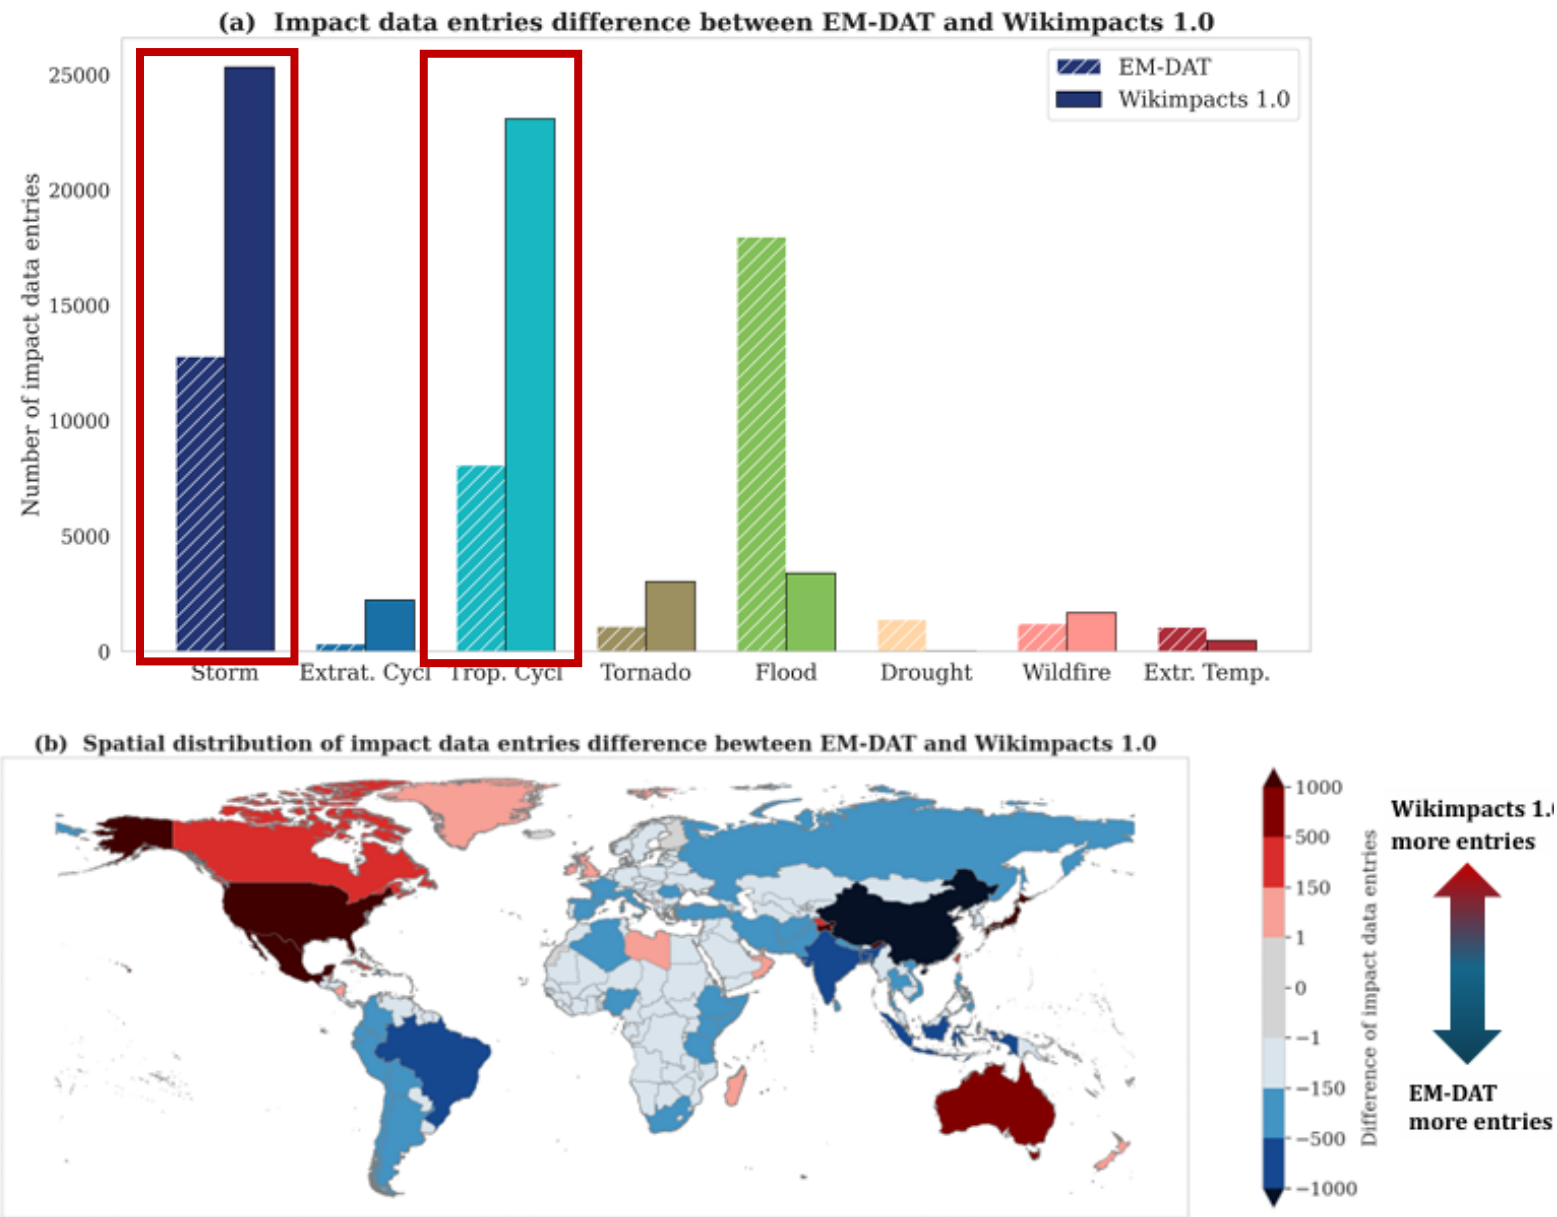 (a)  Impact data entries difference between EM-DAT and Wikimpacts 1.0
EM-DAT
Wikimpacts 1.0
Number of impact data entries
25000
20000
15000
10000
5000
0
Storm
Extrat. Cycl
Trop. Cycl
Tornado
Flood
Drought
Wildfire
Extr. Temp.
(b)  Spatial distribution of impact data entries difference bewteen EM-DAT and Wikimpacts 1.0
1000
500
150
1
0
−1
−150
−500
−1000
Difference of impact data entries
Wikimpacts 1.0
more entries
EM-DAT
more entries